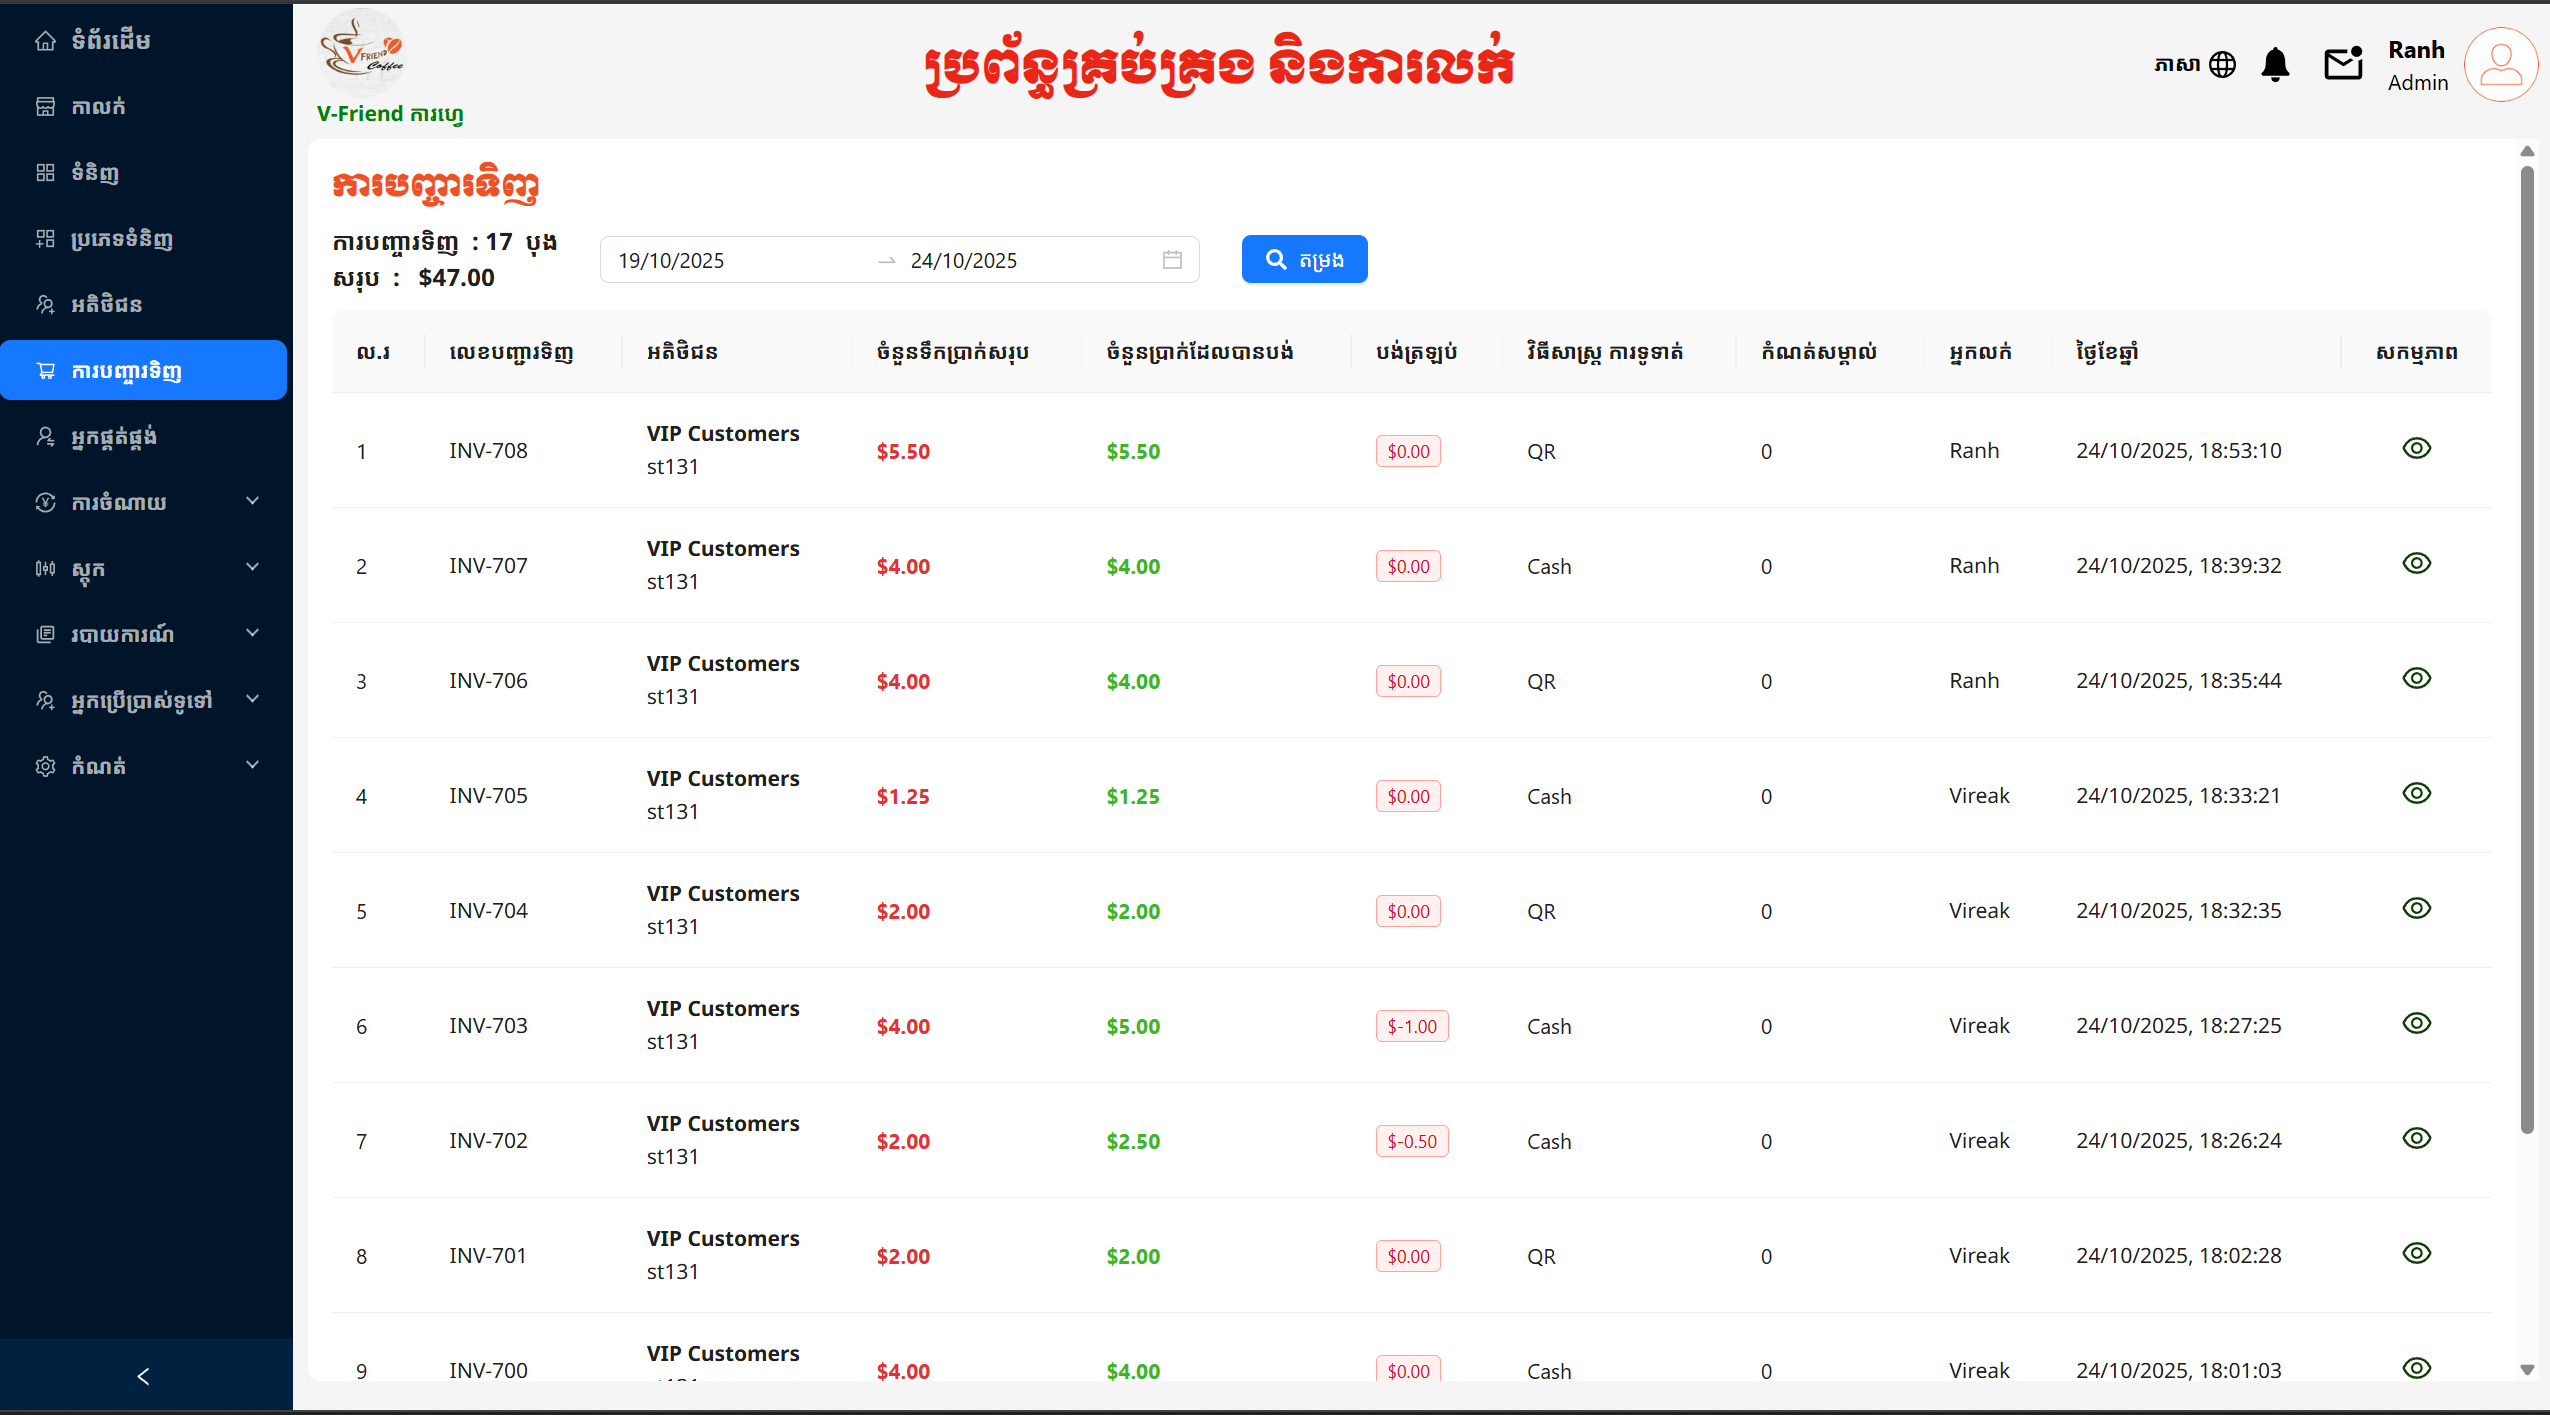 ទំព័រដើម
កាលក់
ទំនិញ
ប្រភេទទំនិញ
អតិថិជន
ការបញ្ចារទិញ
អ្នកផ្គត់ផ្គង់
ការចំណាយ
ស្តុក
របាយការណ៍
អ្នកប្រើប្រាស់ទូទៅ
កំណត់
V FRIEND Coffee
V-Friend ការហ្វេ
ប្រព័ន្ធគ្រប់គ្រង និងការលក់
ភាសា
Ranh
Admin
ការបញ្ចារទិញ
ការបញ្ចារទិញ : 17 បុង
សរុប : $47.00
19/10/2025 → 24/10/2025
តម្រង
ល.រ លេខបញ្ជារទិញ អតិថិជន ចំនួនទឹកប្រាក់សរុប ចំនួនប្រាក់ដែលបានបង់ បង់ត្រឡប់ វិធីសាស្ត្រ ការទូទាត់ កំណត់សម្គាល់ អ្នកលក់ ថ្ងៃខែឆ្នាំ សកម្មភាព
1 INV-708 VIP Customers st131 $5.50 $5.50 $0.00 QR 0 Ranh 24/10/2025, 18:53:10
2 INV-707 VIP Customers st131 $4.00 $4.00 $0.00 Cash 0 Ranh 24/10/2025, 18:39:32
3 INV-706 VIP Customers st131 $4.00 $4.00 $0.00 QR 0 Ranh 24/10/2025, 18:35:44
4 INV-705 VIP Customers st131 $1.25 $1.25 $0.00 Cash 0 Vireak 24/10/2025, 18:33:21
5 INV-704 VIP Customers st131 $2.00 $2.00 $0.00 QR 0 Vireak 24/10/2025, 18:32:35
6 INV-703 VIP Customers st131 $4.00 $5.00 $-1.00 Cash 0 Vireak 24/10/2025, 18:27:25
7 INV-702 VIP Customers st131 $2.00 $2.50 $-0.50 Cash 0 Vireak 24/10/2025, 18:26:24
8 INV-701 VIP Customers st131 $2.00 $2.00 $0.00 QR 0 Vireak 24/10/2025, 18:02:28
9 INV-700 VIP Customers $4.00 $4.00 $0.00 Cash 0 Vireak 24/10/2025, 18:01:03